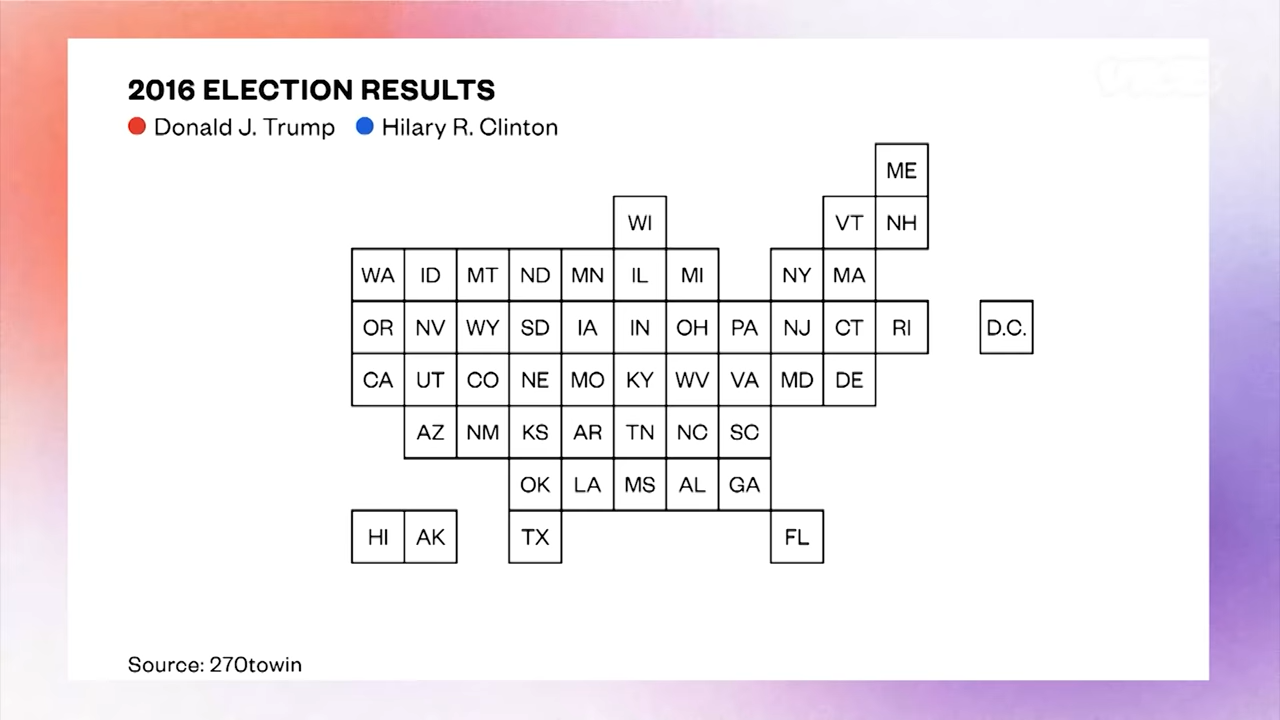 VICE
2016 ELECTION RESULTS
Donald J. Trump Hilary R. Clinton
ME
WI VT NH
WA ID MT ND MN IL MI NY MA
OR NV WY SD IA IN OH PA NJ CT RI D.C.
CA UT CO NE MO KY WV VA MD DE
AZ NM KS AR TN NC SC
OK LA MS AL GA
HI AK TX FL
Source: 270towin